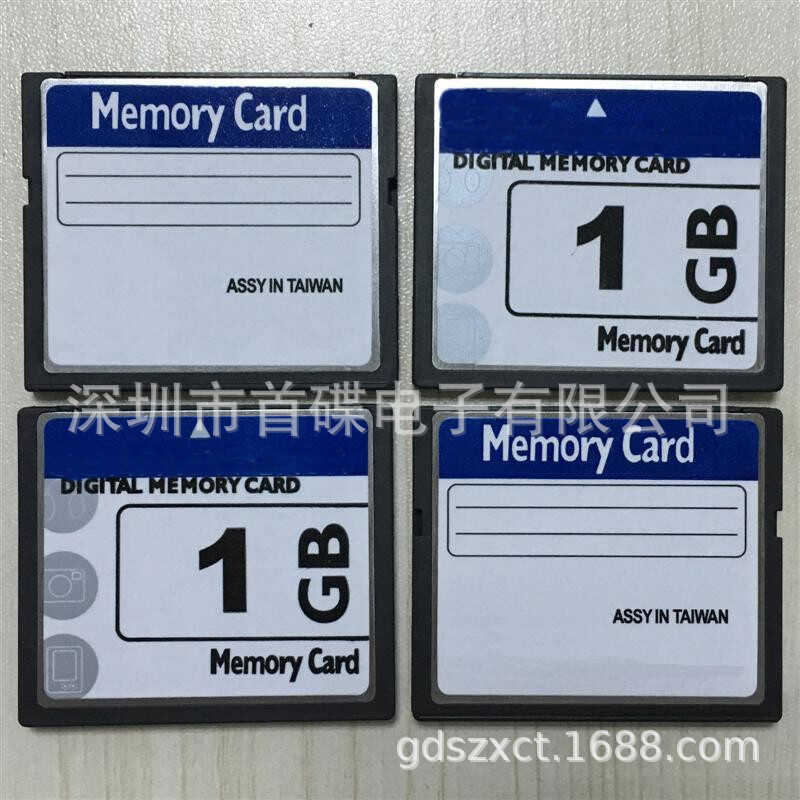 Memory Card
ASSY IN TAIWAN
DIGITAL MEMORY CARD
1 GB
Memory Card
深圳市首碟电子有限公司
DIGITAL MEMORY CARD
1 GB
Memory Card
Memory Card
ASSY IN TAIWAN
gdszxct.1688.com